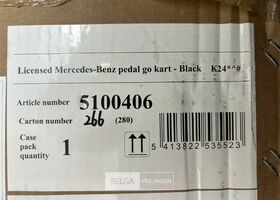 Licensed Mercedes-Benz pedal go kart - Black K24*^#
Article number 5100406
Carton number 266 (280)
Case
pack 1
quantity
5 413822 535523
BELGA VEILINGEN